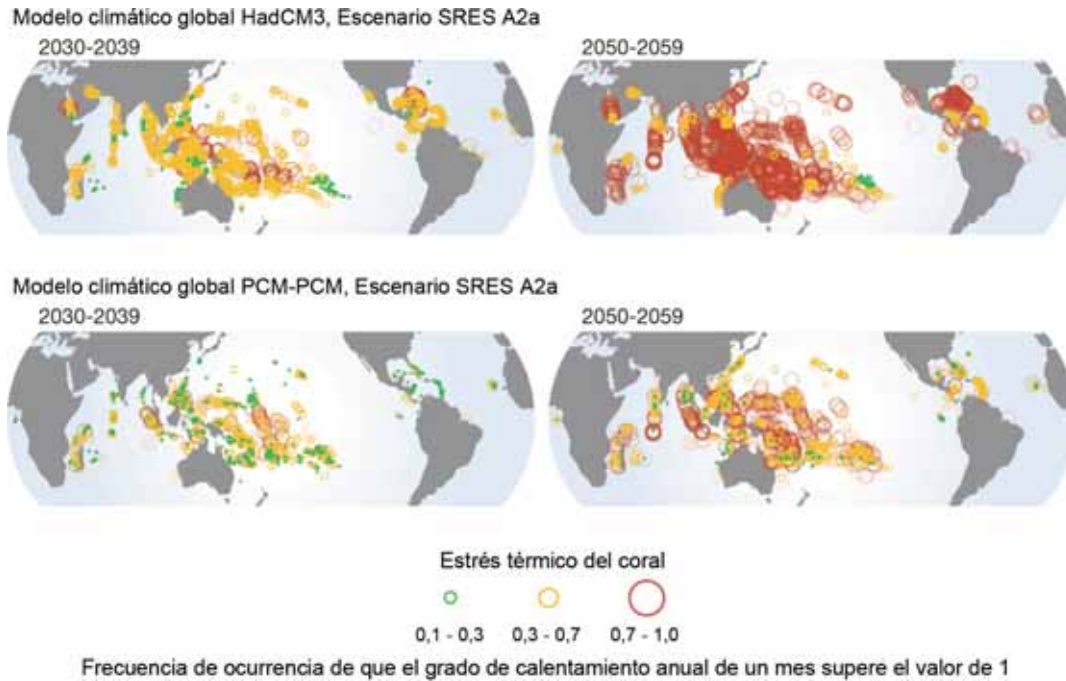 Modelo climático global HadCM3, Escenario SRES A2a
2030-2039
2050-2059
Modelo climático global PCM-PCM, Escenario SRES A2a
2030-2039
2050-2059
Estrés térmico del coral
0,1 - 0,3
0,3 - 0,7
0,7 - 1,0
Frecuencia de ocurrencia de que el grado de calentamiento anual de un mes supere el valor de 1